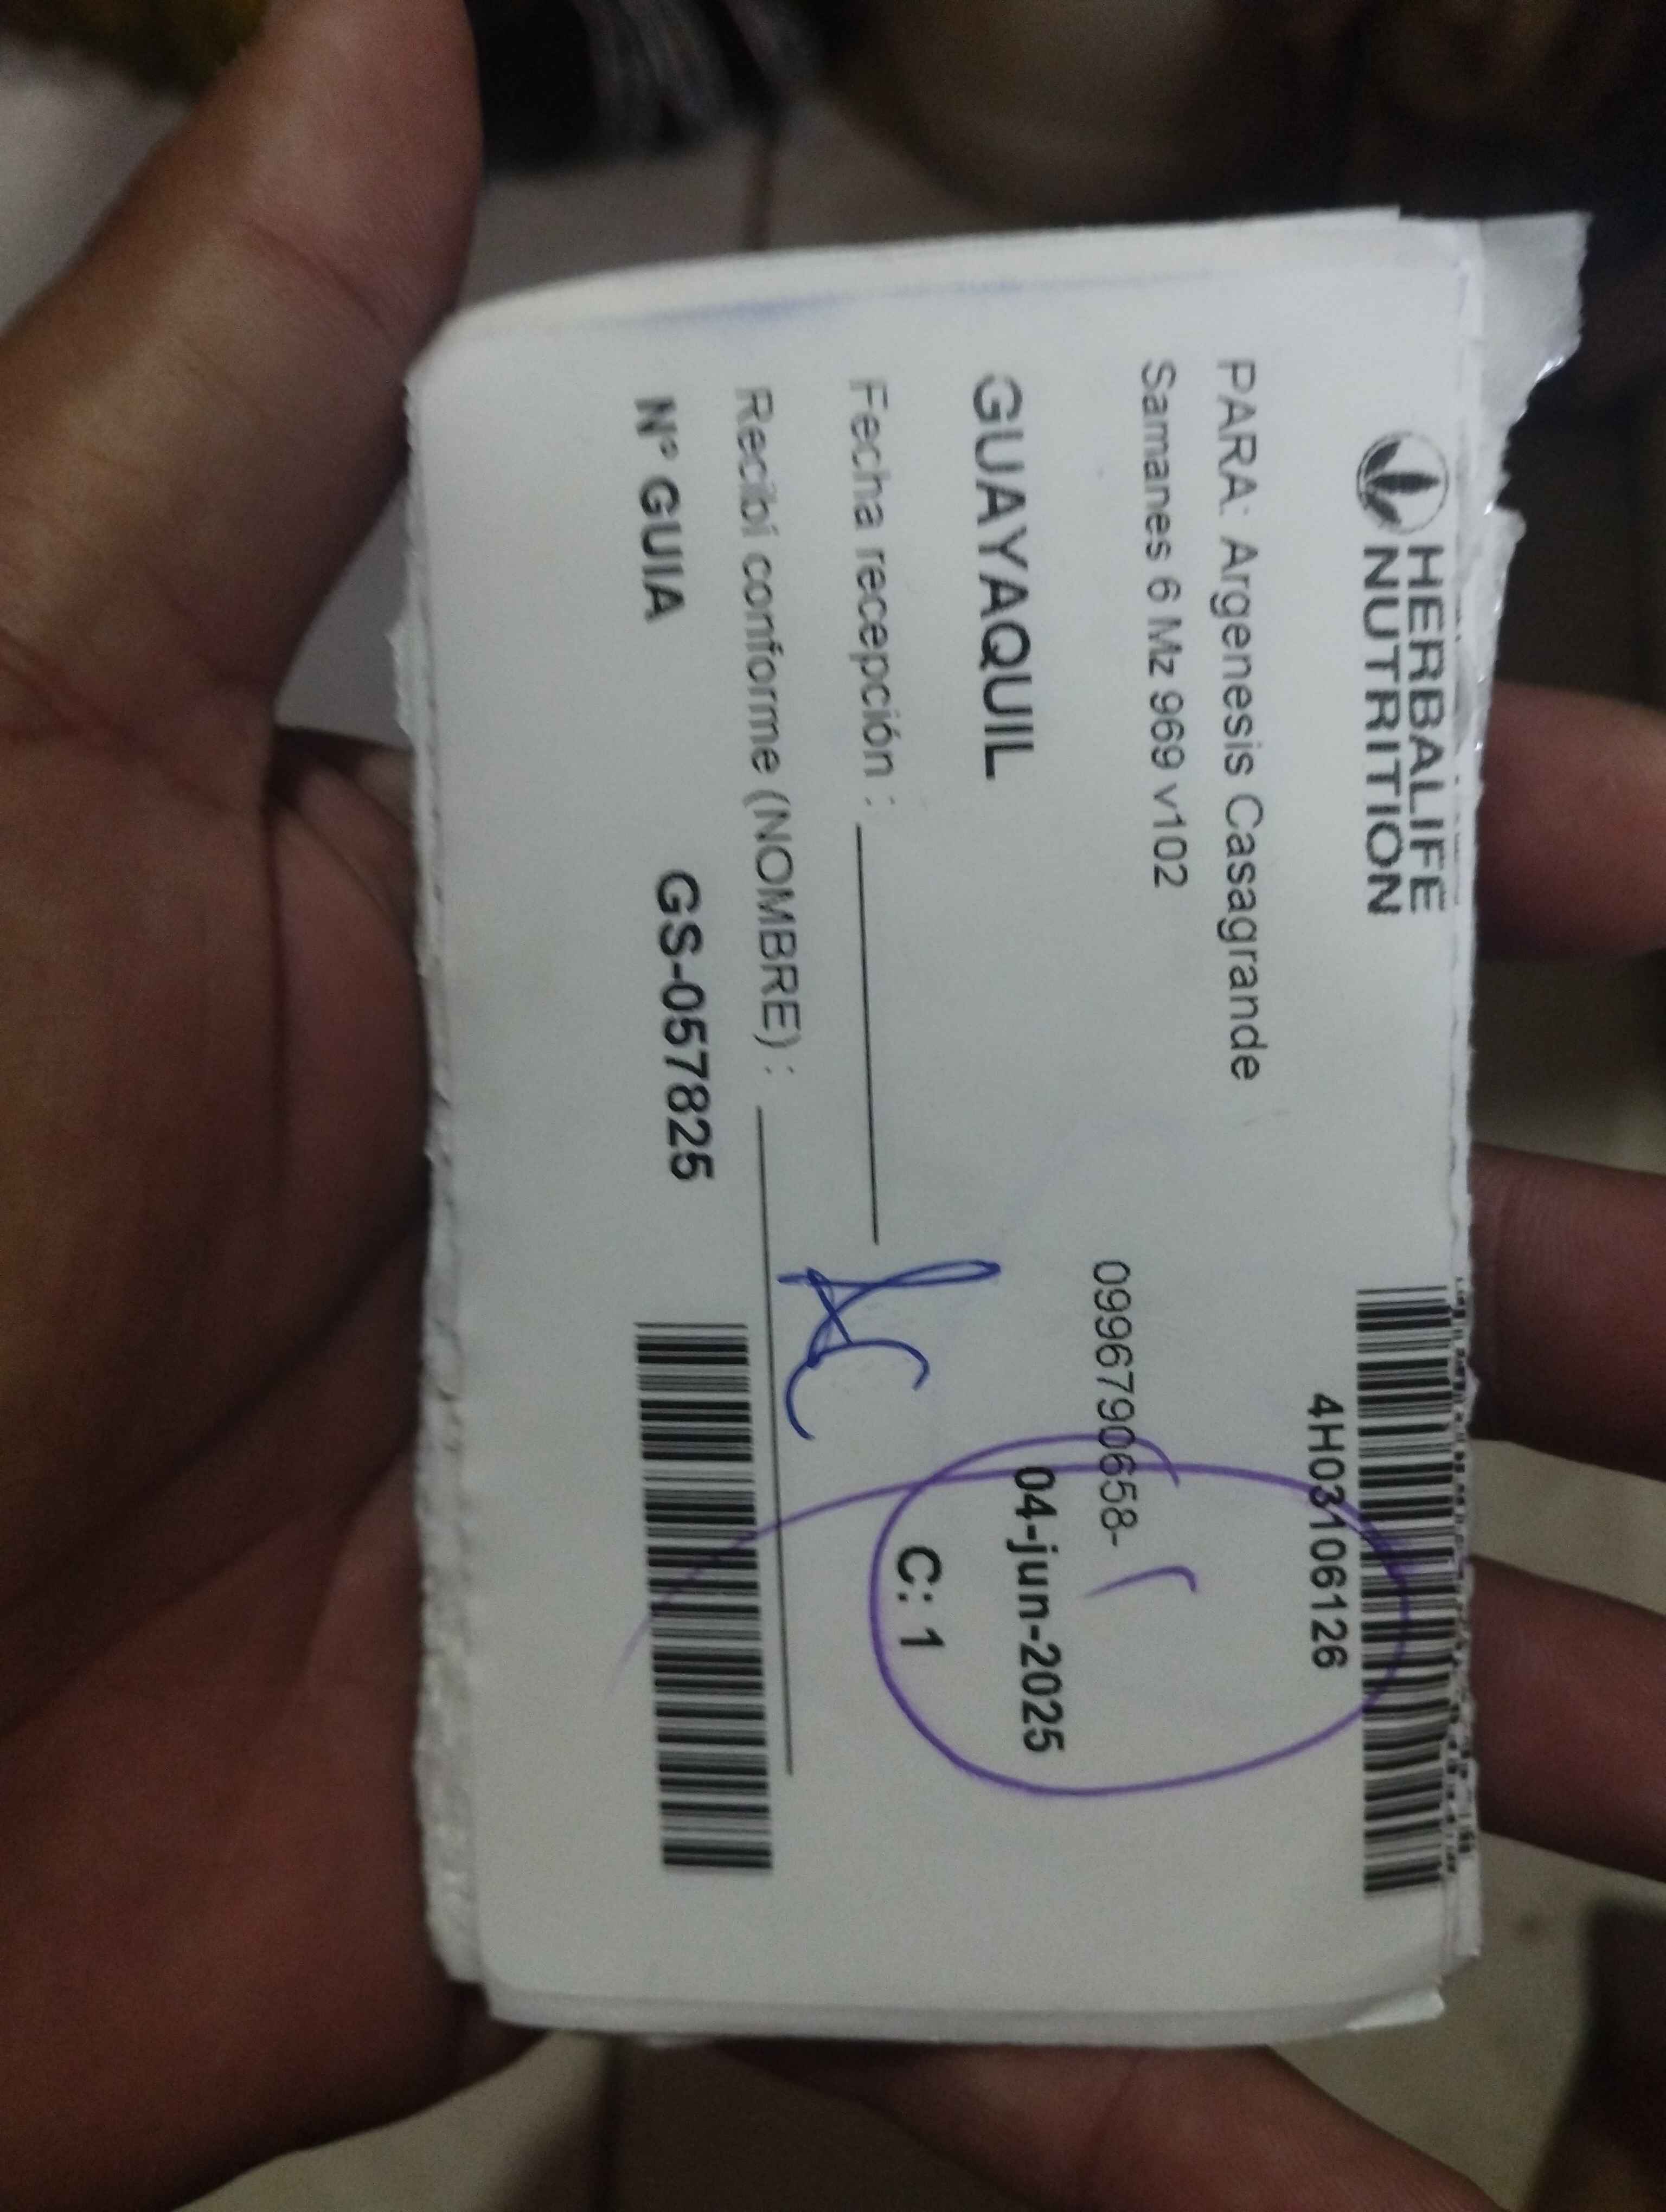 HERBALIFE
NUTRITION
4H03106126
PARA: Argenesis Casagrande
Samanes 6 Mz 969 v102
0996790658-
GUAYAQUIL
04-jun-2025
Fecha recepción :
C: 1
Recibí conforme (NOMBRE) :
AC
N° GUIA GS-057825